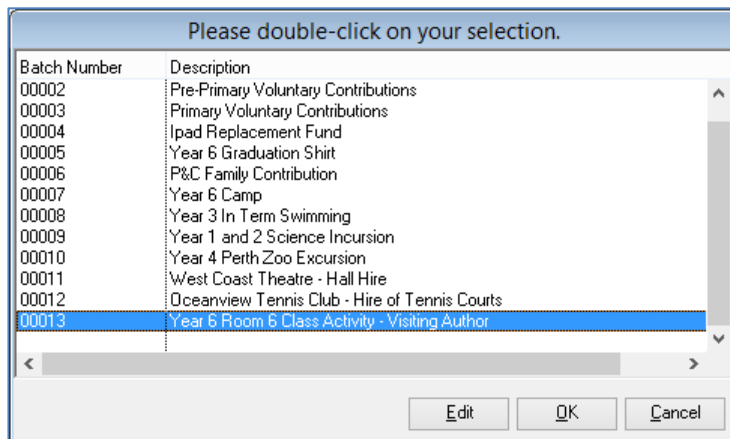 Please double-click on your selection.
Batch Number Description
00002 Pre-Primary Voluntary Contributions
00003 Primary Voluntary Contributions
00004 Ipad Replacement Fund
00005 Year 6 Graduation Shirt
00006 P&C Family Contribution
00007 Year 6 Camp
00008 Year 3 In Term Swimming
00009 Year 1 and 2 Science Incursion
00010 Year 4 Perth Zoo Excursion
00011 West Coast Theatre - Hall Hire
00012 Oceanview Tennis Club - Hire of Tennis Courts
00013 Year 6 Room 6 Class Activity - Visiting Author
Edit OK Cancel